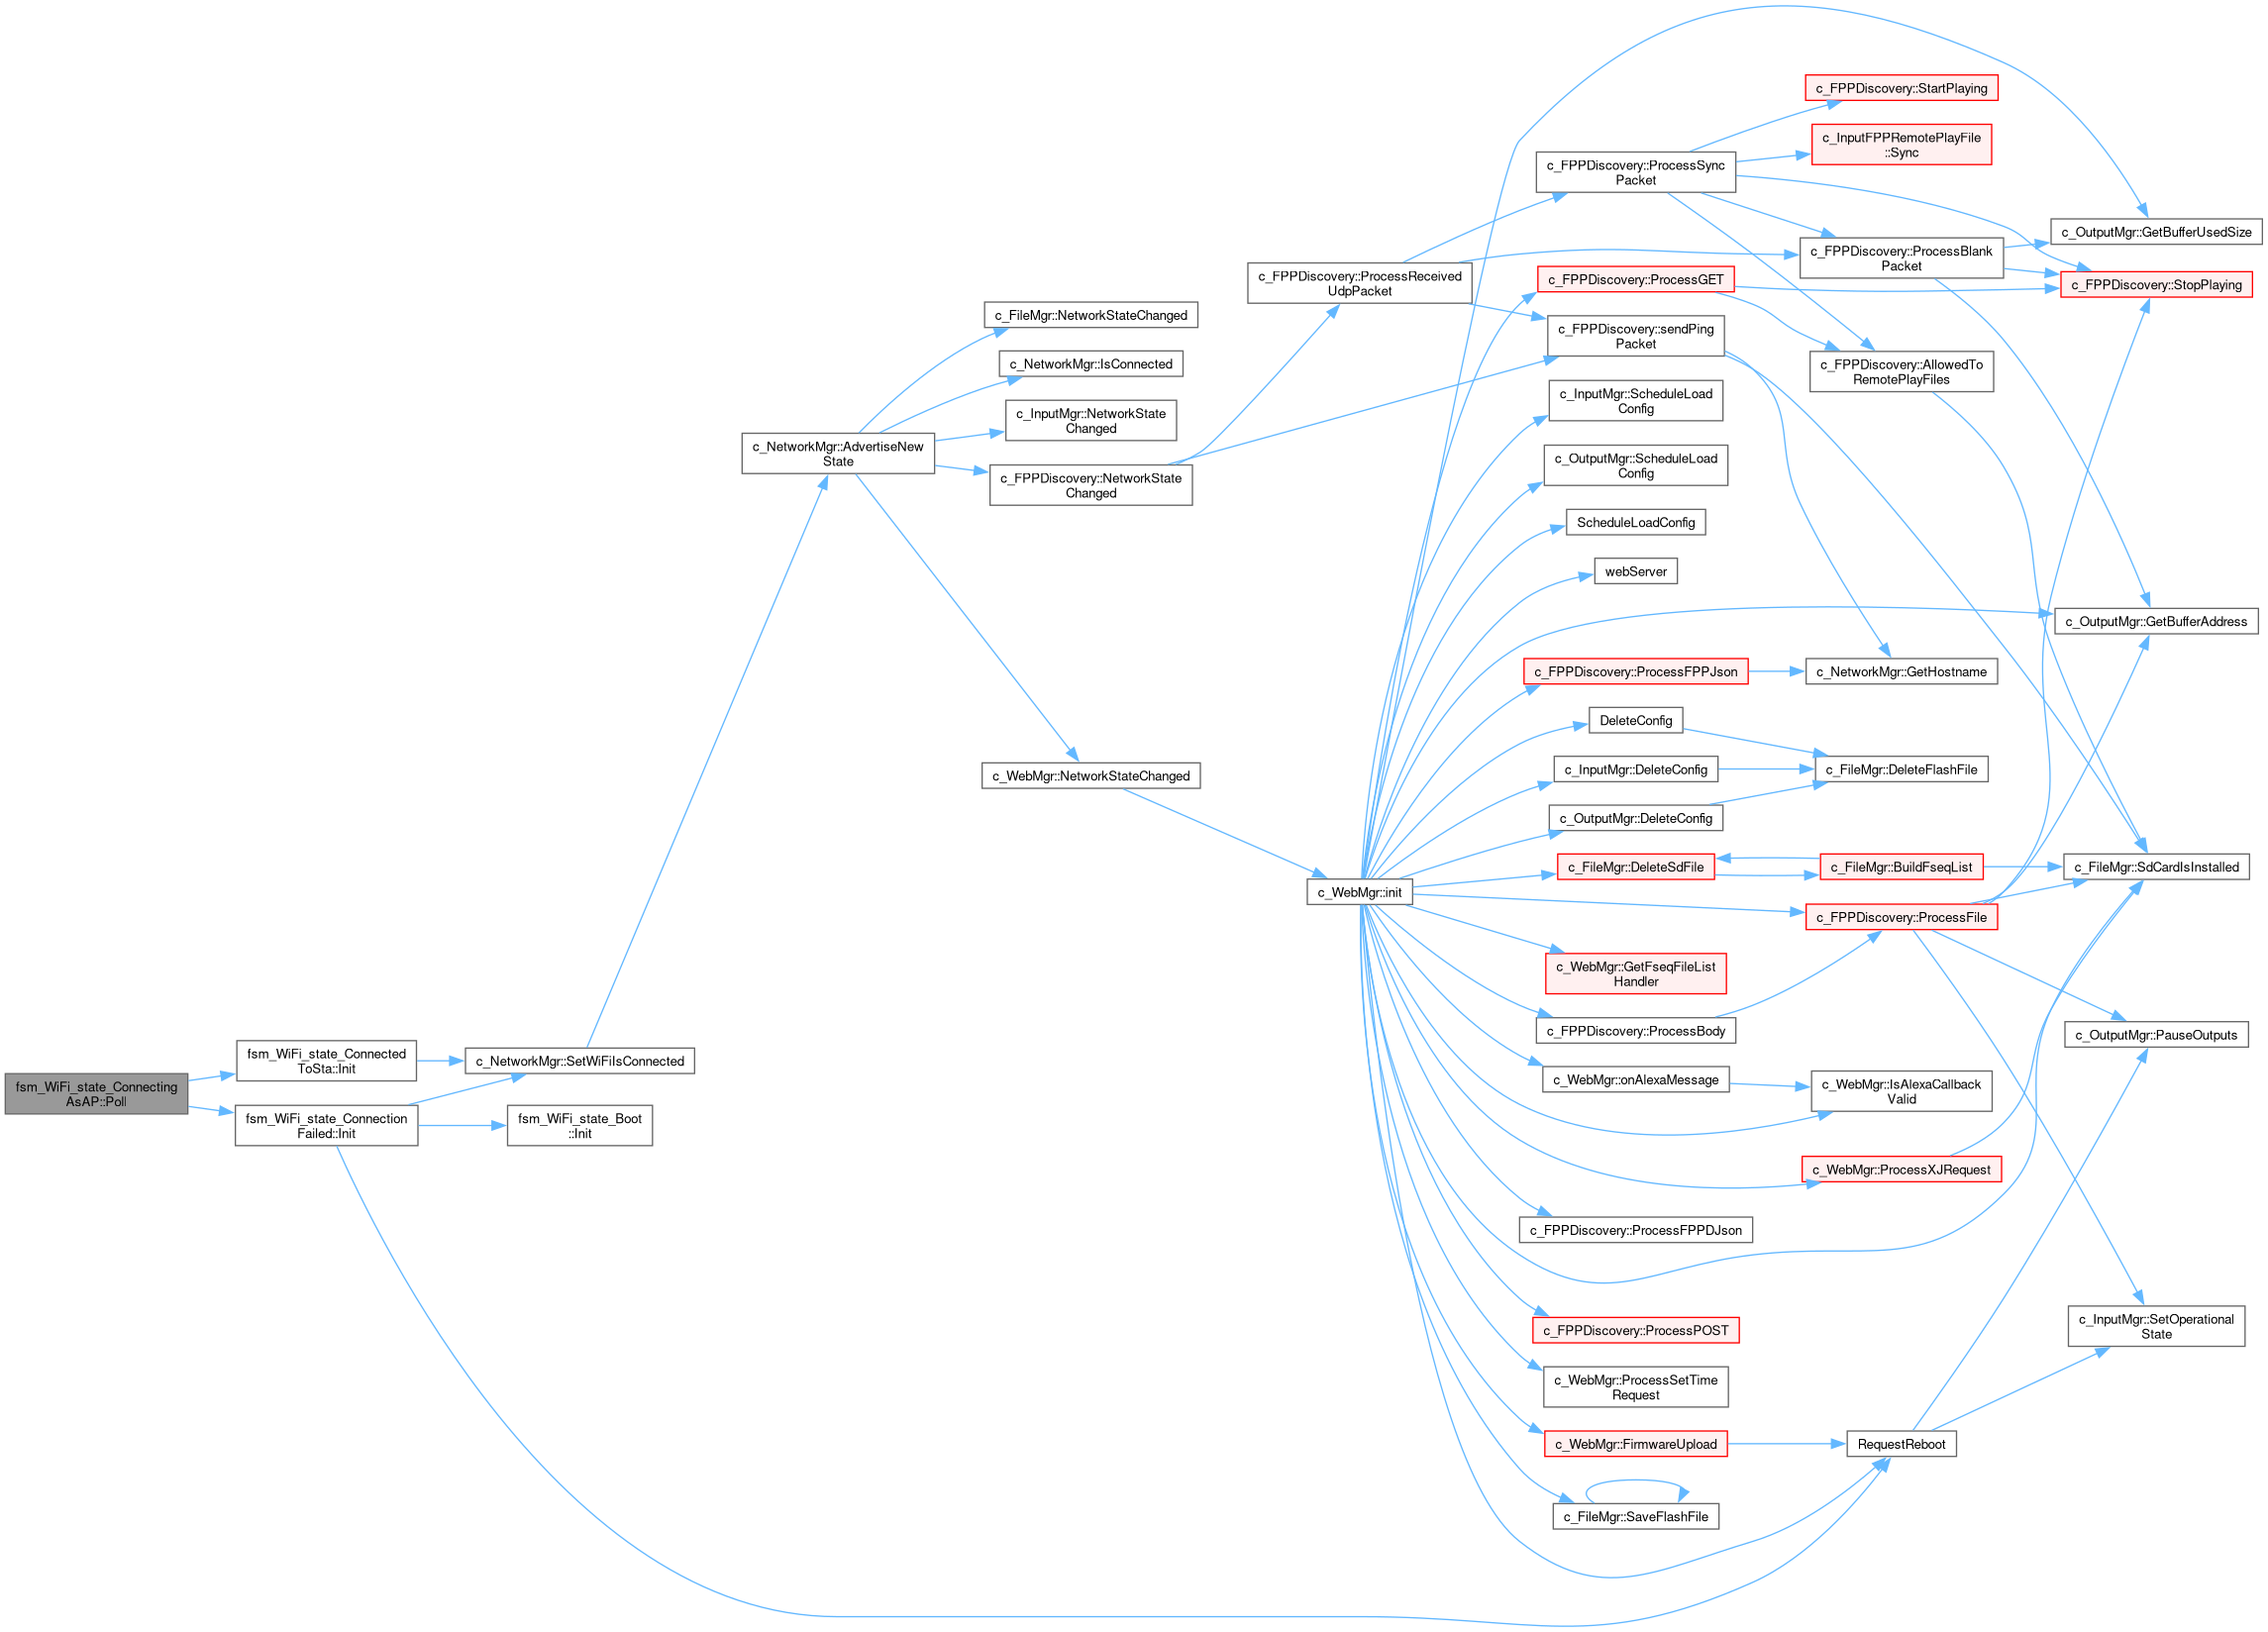 fsm_WiFi_state_Connecting
AsAP::Poll
fsm_WiFi_state_Connected
ToSta::Init
fsm_WiFi_state_Connection
Failed::Init
c_NetworkMgr::SetWiFiIsConnected
fsm_WiFi_state_Boot
::Init
c_NetworkMgr::AdvertiseNew
State
c_FileMgr::NetworkStateChanged
c_NetworkMgr::IsConnected
c_InputMgr::NetworkState
Changed
c_FPPDiscovery::NetworkState
Changed
c_WebMgr::NetworkStateChanged
c_FPPDiscovery::ProcessReceived
UdpPacket
c_WebMgr::init
c_FPPDiscovery::ProcessSync
Packet
c_FPPDiscovery::ProcessGET
c_FPPDiscovery::sendPing
Packet
c_InputMgr::ScheduleLoad
Config
c_OutputMgr::ScheduleLoad
Config
ScheduleLoadConfig
webServer
c_FPPDiscovery::ProcessFPPJson
DeleteConfig
c_InputMgr::DeleteConfig
c_OutputMgr::DeleteConfig
c_FileMgr::DeleteSdFile
c_WebMgr::GetFseqFileList
Handler
c_FPPDiscovery::ProcessBody
c_WebMgr::onAlexaMessage
c_FPPDiscovery::ProcessFPPDJson
c_FPPDiscovery::ProcessPOST
c_WebMgr::ProcessSetTime
Request
c_WebMgr::FirmwareUpload
c_FileMgr::SaveFlashFile
c_FPPDiscovery::StartPlaying
c_InputFPPRemotePlayFile
::Sync
c_FPPDiscovery::ProcessBlank
Packet
c_FPPDiscovery::AllowedTo
RemotePlayFiles
c_NetworkMgr::GetHostname
c_FileMgr::DeleteFlashFile
c_FileMgr::BuildFseqList
c_FPPDiscovery::ProcessFile
c_WebMgr::IsAlexaCallback
Valid
c_WebMgr::ProcessXJRequest
RequestReboot
c_OutputMgr::GetBufferUsedSize
c_FPPDiscovery::StopPlaying
c_OutputMgr::GetBufferAddress
c_FileMgr::SdCardIsInstalled
c_OutputMgr::PauseOutputs
c_InputMgr::SetOperational
State